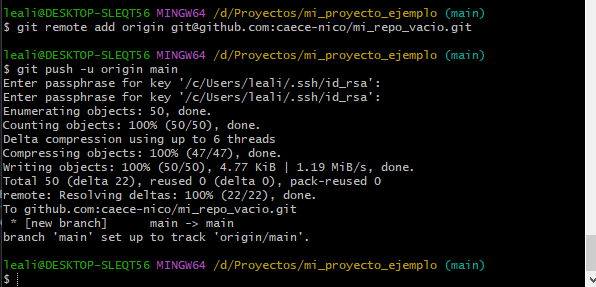 leali@DESKTOP-SLEQT56 MINGW64 /d/Proyectos/mi_proyecto_ejemplo (main)
$ git remote add origin git@github.com:caece-nico/mi_repo_vacio.git
leali@DESKTOP-SLEQT56 MINGW64 /d/Proyectos/mi_proyecto_ejemplo (main)
$ git push -u origin main
Enter passphrase for key '/c/Users/leali/.ssh/id_rsa':
Enter passphrase for key '/c/Users/leali/.ssh/id_rsa':
Enumerating objects: 50, done.
Counting objects: 100% (50/50), done.
Delta compression using up to 6 threads
Compressing objects: 100% (47/47), done.
Writing objects: 100% (50/50), 4.77 KiB | 1.19 MiB/s, done.
Total 50 (delta 22), reused 0 (delta 0), pack-reused 0
remote: Resolving deltas: 100% (22/22), done.
To github.com:caece-nico/mi_repo_vacio.git
 * [new branch]      main -> main
branch 'main' set up to track 'origin/main'.
leali@DESKTOP-SLEQT56 MINGW64 /d/Proyectos/mi_proyecto_ejemplo (main)
$